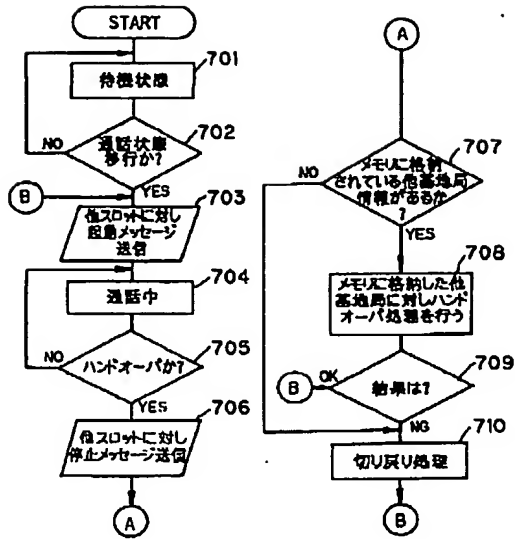 START
701
待機状態
702
通話状態
移行か?
NO
YES
B
703
他スロットに対し
起動メッセージ
送信
704
通話中
705
ハンドオーバか?
NO
YES
706
他スロットに対し
停止メッセージ送信
A
A
707
メモリに格納
されている他基地局
情報があるか
?
NO
YES
708
メモリに格納した他
基地局に対しハンド
オーバ処理を行う
709
結果は?
OK
B
NG
710
切り戻り処理
B